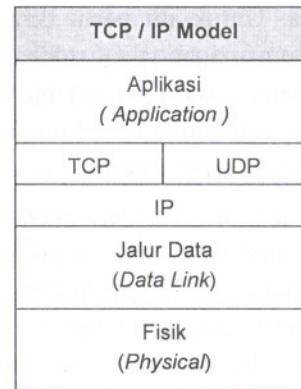 TCP / IP Model
Aplikasi
( Application )
TCP UDP
IP
Jalur Data
(Data Link)
Fisik
(Physical)